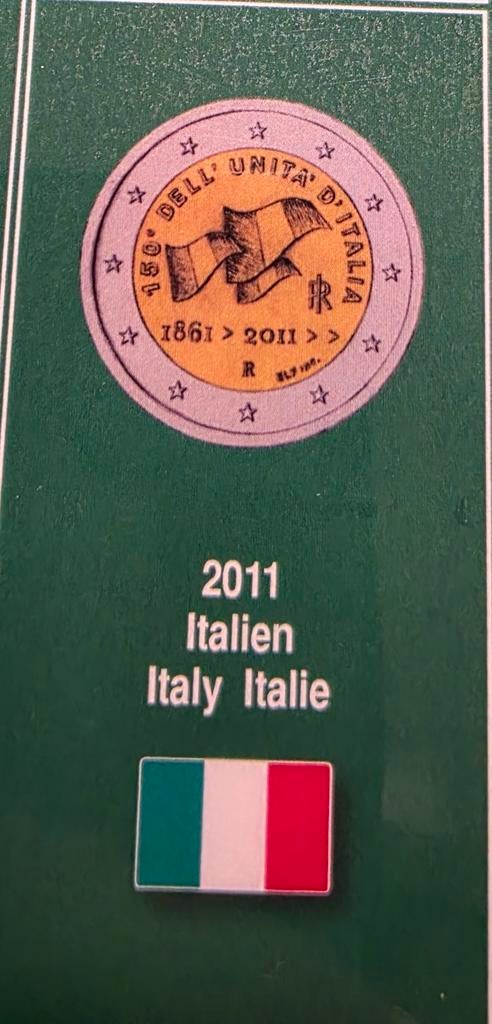 150° DELL' UNITA' D'ITALIA
RI
1861 > 2011 > >
R
2011
Italien
Italy Italie